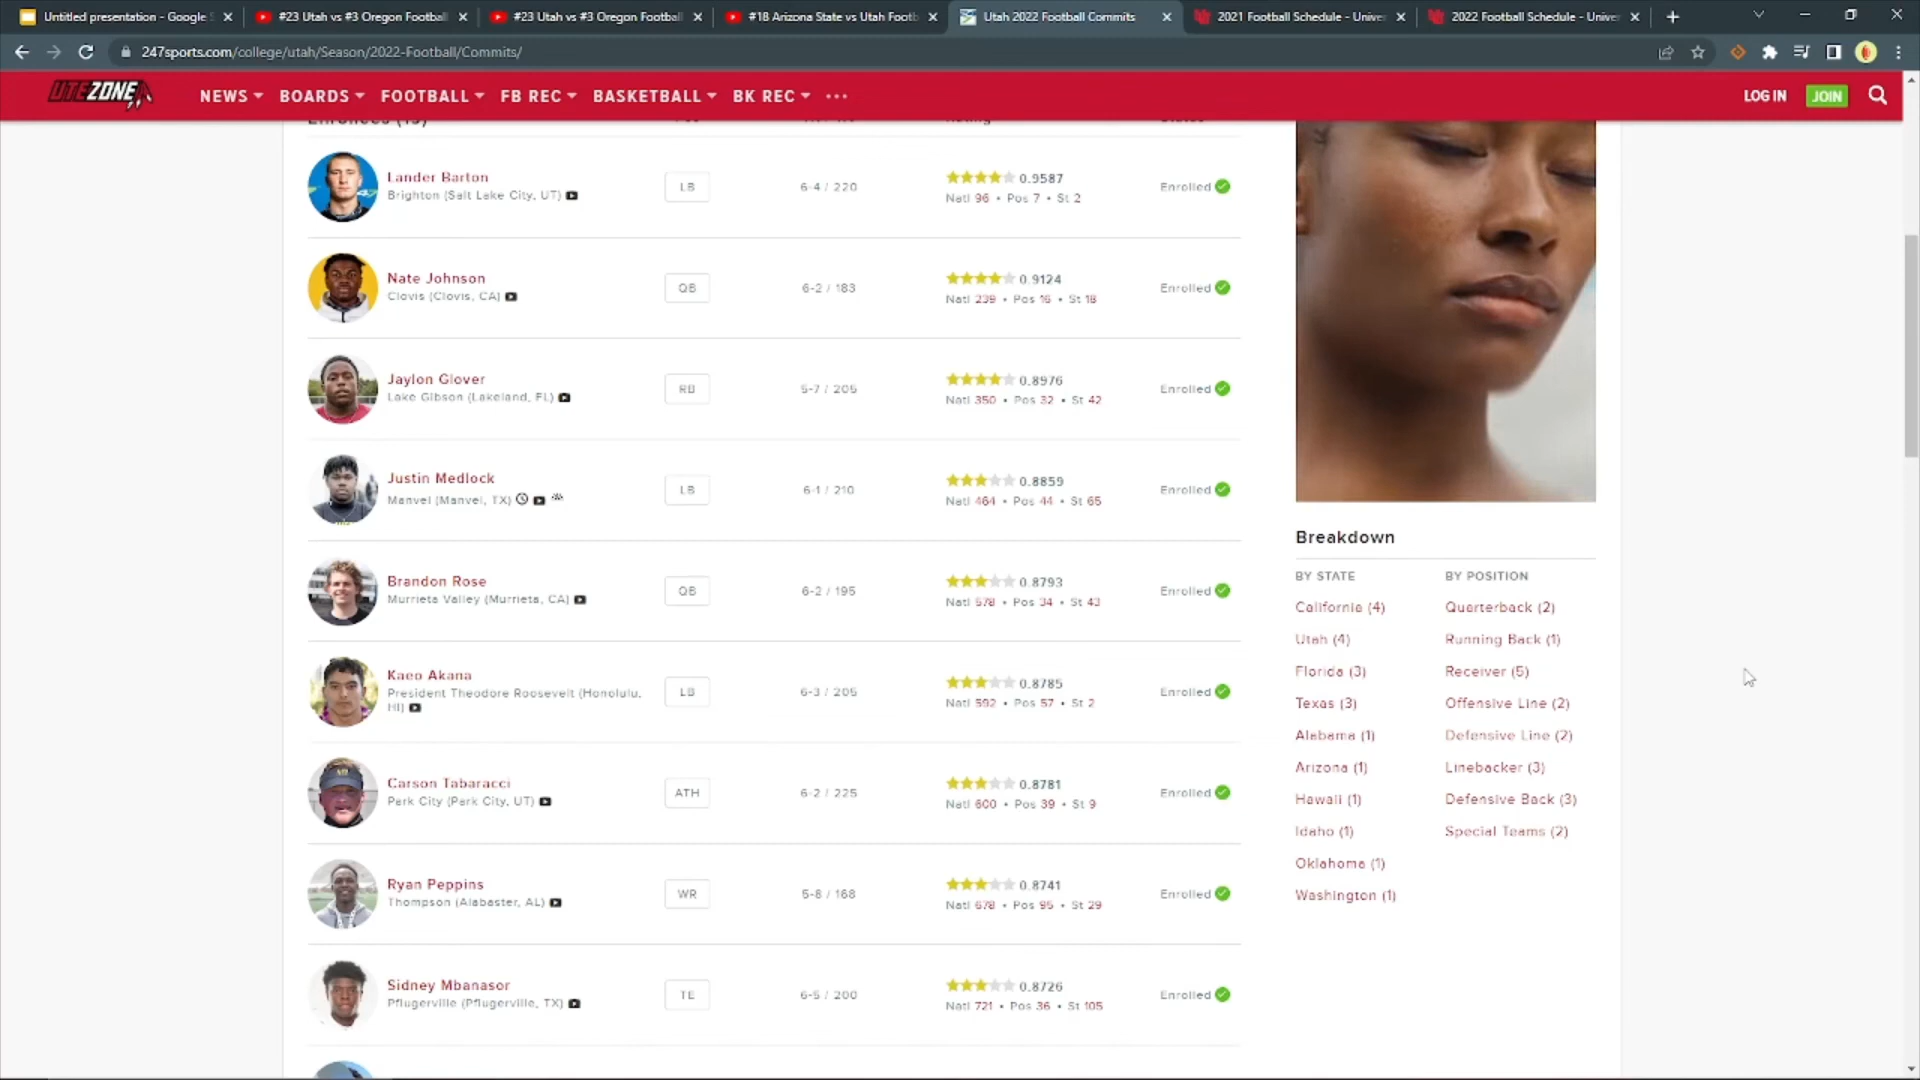 Untitled presentation - Google S
#23 Utah vs #3 Oregon Footbal
#23 Utah vs #3 Oregon Footbal
#18 Arizona State vs Utah Footb
Utah 2022 Football Commits
2021 Football Schedule - Univer
2022 Football Schedule - Univer
247sports.com/college/utah/Season/2022-Football/Commits/
UTEZONE
NEWS
BOARDS
FOOTBALL
FB REC
BASKETBALL
BK REC
LOG IN
JOIN
Lander Barton
Brighton (Salt Lake City, UT)
LB
6-4 / 220
0.9587
Natl 96 • Pos 7 • St 2
Enrolled
Nate Johnson
Clovis (Clovis, CA)
QB
6-2 / 183
0.9124
Natl 239 • Pos 16 • St 18
Enrolled
Jaylon Glover
Lake Gibson (Lakeland, FL)
RB
5-7 / 205
0.8976
Natl 350 • Pos 32 • St 42
Enrolled
Justin Medlock
Manvel (Manvel, TX)
LB
6-1 / 210
0.8859
Natl 464 • Pos 44 • St 65
Enrolled
Brandon Rose
Murrieta Valley (Murrieta, CA)
QB
6-2 / 195
0.8793
Natl 578 • Pos 34 • St 43
Enrolled
Kaeo Akana
President Theodore Roosevelt (Honolulu,
HI)
LB
6-3 / 205
0.8785
Natl 592 • Pos 57 • St 2
Enrolled
Carson Tabaracci
Park City (Park City, UT)
ATH
6-2 / 225
0.8781
Natl 600 • Pos 39 • St 9
Enrolled
Ryan Peppins
Thompson (Alabaster, AL)
WR
5-8 / 168
0.8741
Natl 678 • Pos 95 • St 29
Enrolled
Sidney Mbanasor
Pflugerville (Pflugerville, TX)
TE
6-5 / 200
0.8726
Natl 721 • Pos 36 • St 105
Enrolled
Breakdown
BY STATE
California (4)
Utah (4)
Florida (3)
Texas (3)
Alabama (1)
Arizona (1)
Hawaii (1)
Idaho (1)
Oklahoma (1)
Washington (1)
BY POSITION
Quarterback (2)
Running Back (1)
Receiver (5)
Offensive Line (2)
Defensive Line (2)
Linebacker (3)
Defensive Back (3)
Special Teams (2)